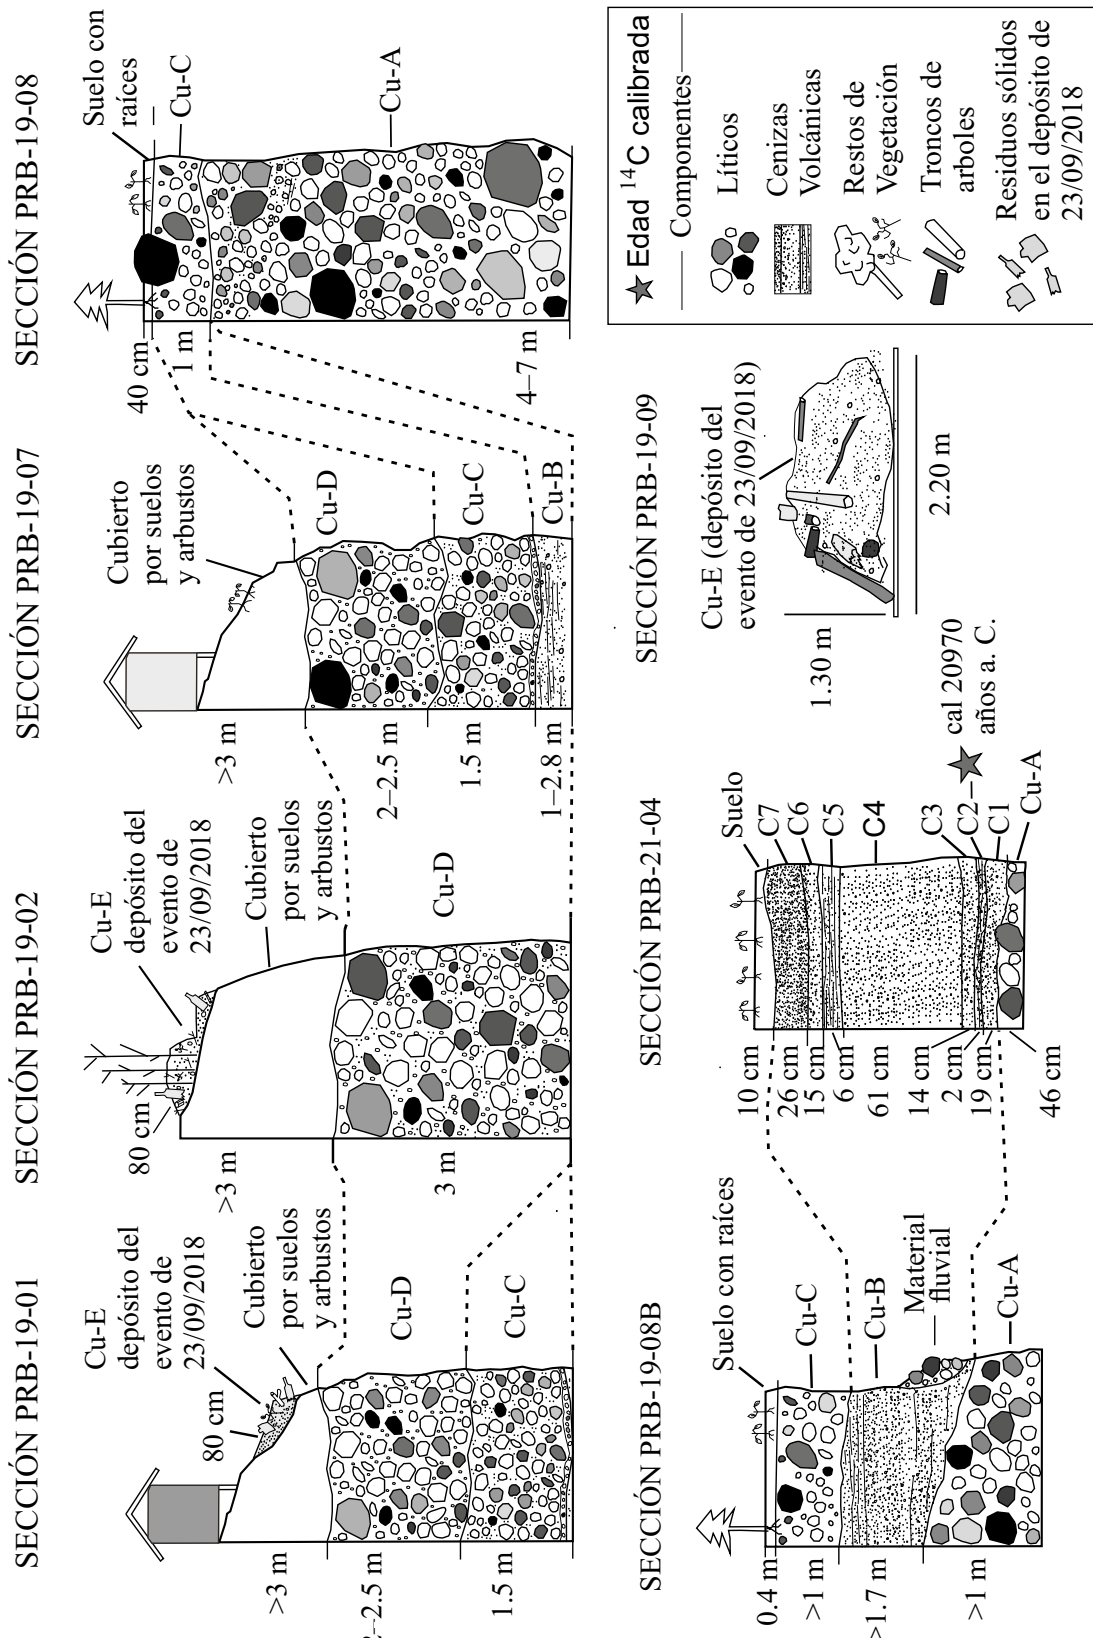 SECCIÓN PRB-19-01
Cu-E
depósito del
evento de
23/09/2018
80 cm
Cubierto
por suelos
y arbustos
>3 m
2–2.5 m
Cu-D
1.5 m
Cu-C
SECCIÓN PRB-19-02
Cu-E
depósito del
evento de
23/09/2018
80 cm
Cubierto
por suelos
y arbustos
>3 m
3 m
Cu-D
SECCIÓN PRB-19-07
Cubierto
por suelos
y arbustos
>3 m
Cu-D
2–2.5 m
Cu-C
1.5 m
Cu-B
1–2.8 m
SECCIÓN PRB-19-08
Suelo con
raíces
40 cm
Cu-C
1 m
Cu-A
4–7 m
SECCIÓN PRB-19-08B
Suelo con raíces
0.4 m
Cu-C
>1 m
Cu-B
>1.7 m
Material
fluvial
Cu-A
>1 m
SECCIÓN PRB-21-04
Suelo
10 cm
C7
26 cm
C6
15 cm
C5
6 cm
C4
61 cm
C3
14 cm
C2
2 cm
cal 20970
años a. C.
C1
19 cm
Cu-A
46 cm
SECCIÓN PRB-19-09
Cu-E (depósito del
evento de 23/09/2018)
1.30 m
2.20 m
Edad ¹⁴C calibrada
Componentes
Líticos
Cenizas
Volcánicas
Restos de
Vegetación
Troncos de
arboles
Residuos sólidos
en el depósito de
23/09/2018